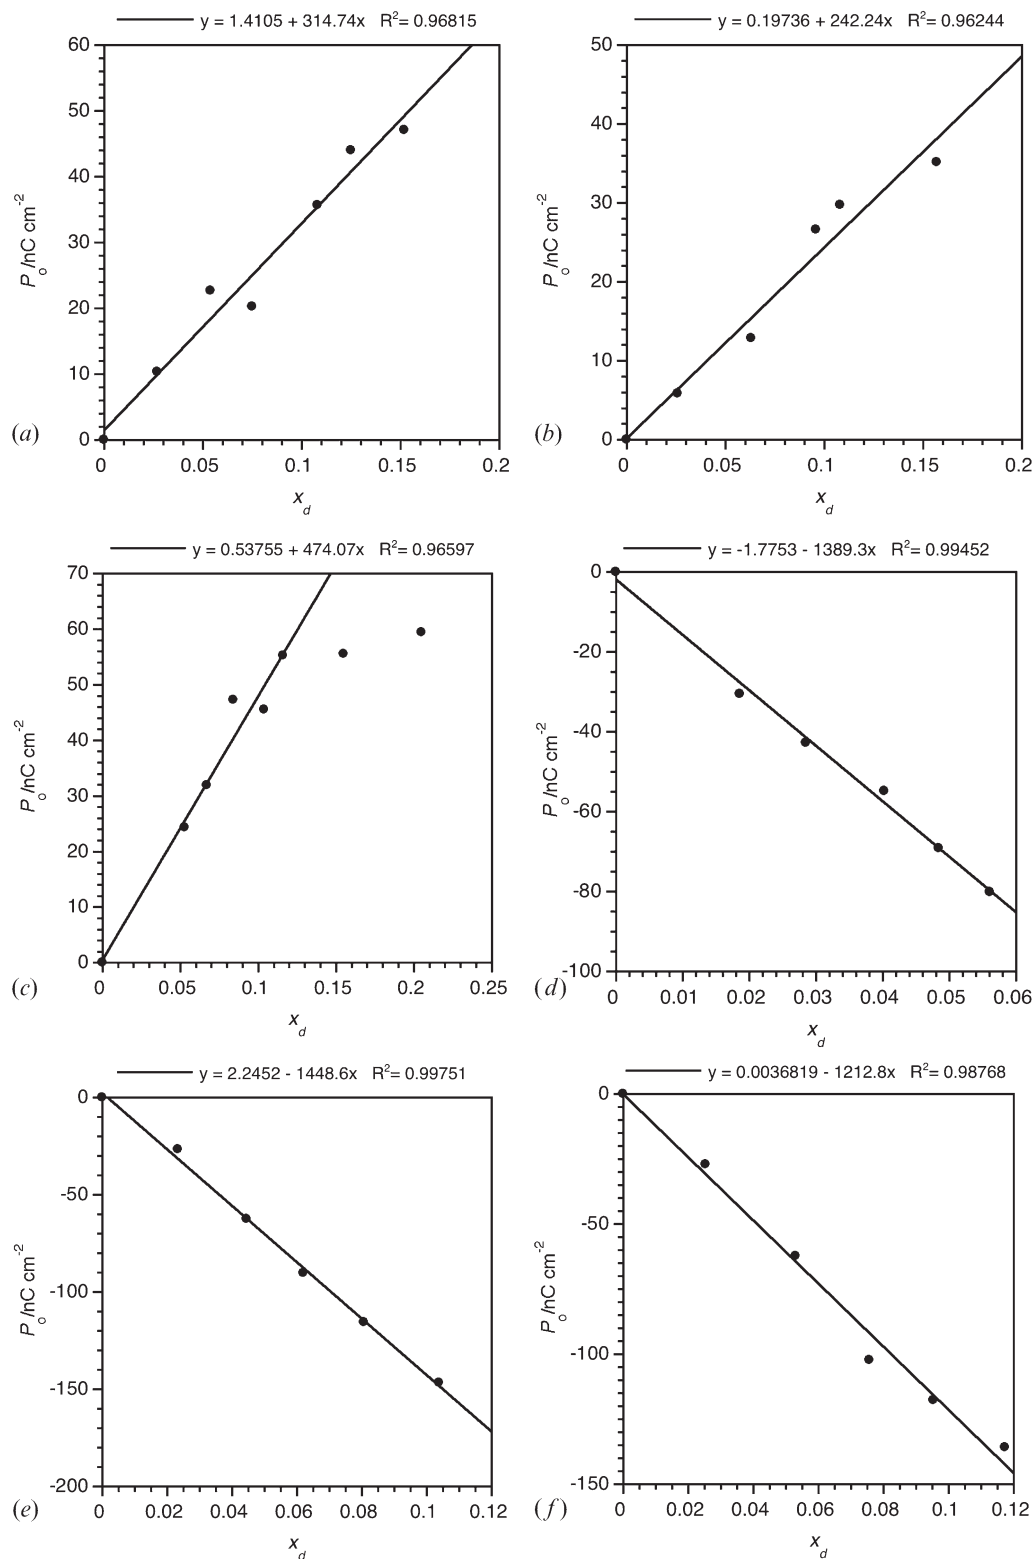 y = 1.4105 + 314.74x R²= 0.96815
60
50
40
30
20
10
0
P₀/nC cm⁻²
(a)
0 0.05 0.1 0.15 0.2
x_d
y = 0.19736 + 242.24x R²= 0.96244
50
40
30
20
10
0
P₀/nC cm⁻²
(b)
0 0.05 0.1 0.15 0.2
x_d
y = 0.53755 + 474.07x R²= 0.96597
70
60
50
40
30
20
10
0
P₀/nC cm⁻²
(c)
0 0.05 0.1 0.15 0.2 0.25
x_d
y = -1.7753 - 1389.3x R²= 0.99452
0
-20
-40
-60
-80
-100
P₀/nC cm⁻²
(d)
0 0.01 0.02 0.03 0.04 0.05 0.06
x_d
y = 2.2452 - 1448.6x R²= 0.99751
0
-50
-100
-150
-200
P₀/nC cm⁻²
(e)
0 0.02 0.04 0.06 0.08 0.1 0.12
x_d
y = 0.0036819 - 1212.8x R²= 0.98768
0
-50
-100
-150
P₀/nC cm⁻²
(f)
0 0.02 0.04 0.06 0.08 0.1 0.12
x_d